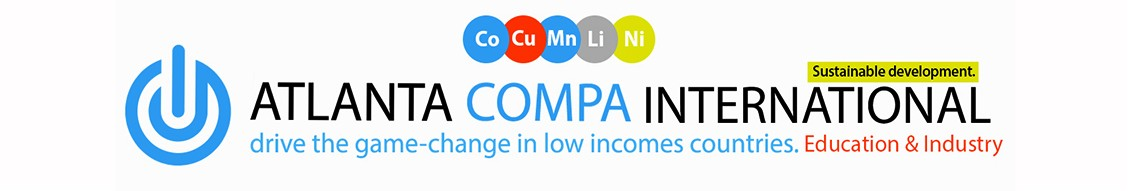 Co Cu Mn Li Ni
Sustainable development.
ATLANTA COMPA INTERNATIONAL
drive the game-change in low incomes countries. Education & Industry